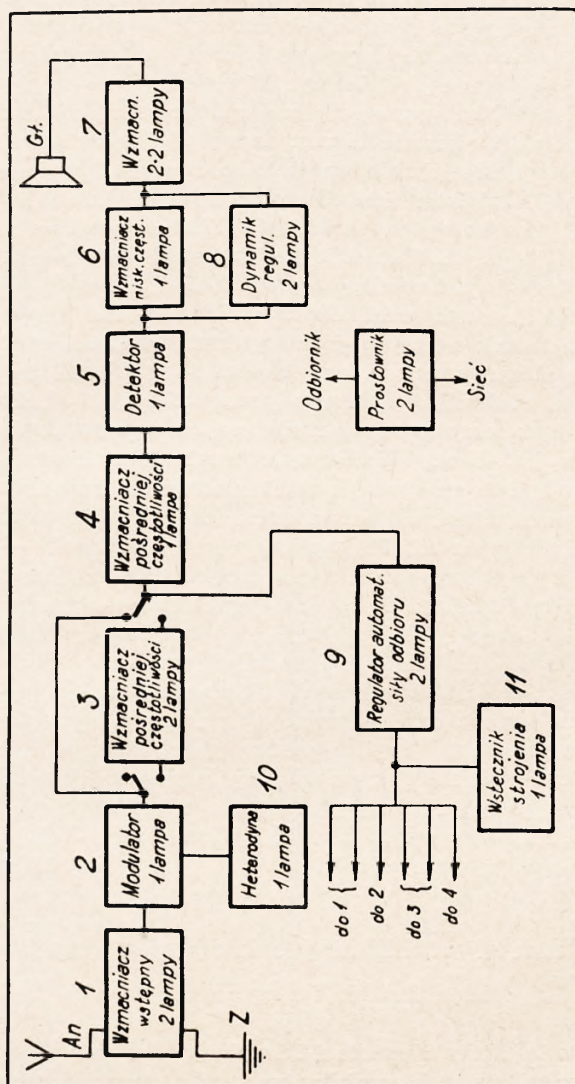 An
Z
1
Wzmacniacz
wstępny
2 lampy
2
Modulator
1 lampa
10
Heterodyna
1 lampa
3
Wzmacniacz
pośredniej
częstotliwości
2 lampy
4
Wzmacniacz
pośredniej
częstotliwości
1 lampa
5
Detektor
1 lampa
6
Wzmacniacz
nisk. częst.
1 lampa
7
Wzmacn.
2-2 lampy
Gł.
8
Dynamik
regul.
2 lampy
Odbiornik
Prostownik
2 lampy
Sieć
9
Regulator automat.
siły odbioru
2 lampy
11
Wstecznik
strojenia
1 lampa
do 1 {
do 2
do 3 {
do 4